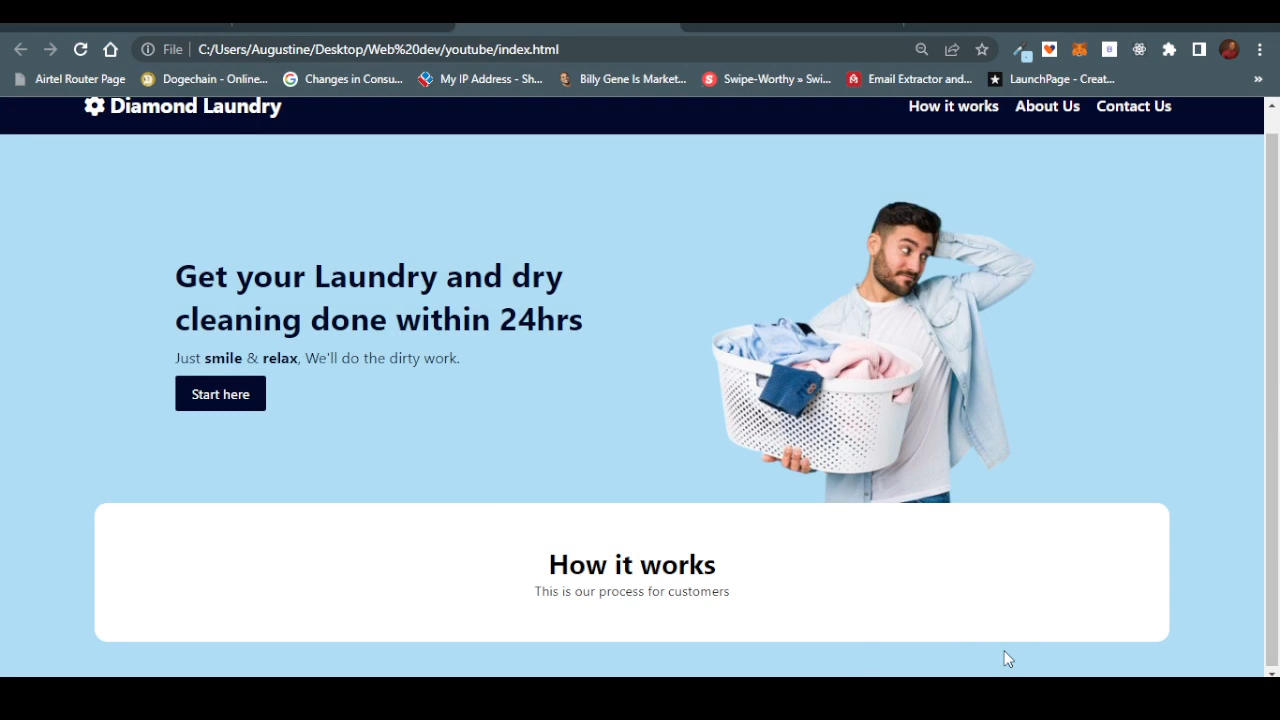 File C:/Users/Augustine/Desktop/Web%20dev/youtube/index.html
Airtel Router Page Dogechain - Online... Changes in Consu... My IP Address - Sh... Billy Gene Is Market... Swipe-Worthy » Swi... Email Extractor and... LaunchPage - Creat... »
Diamond Laundry How it works About Us Contact Us
Get your Laundry and dry
cleaning done within 24hrs
Just smile & relax, We'll do the dirty work.
Start here
How it works
This is our process for customers